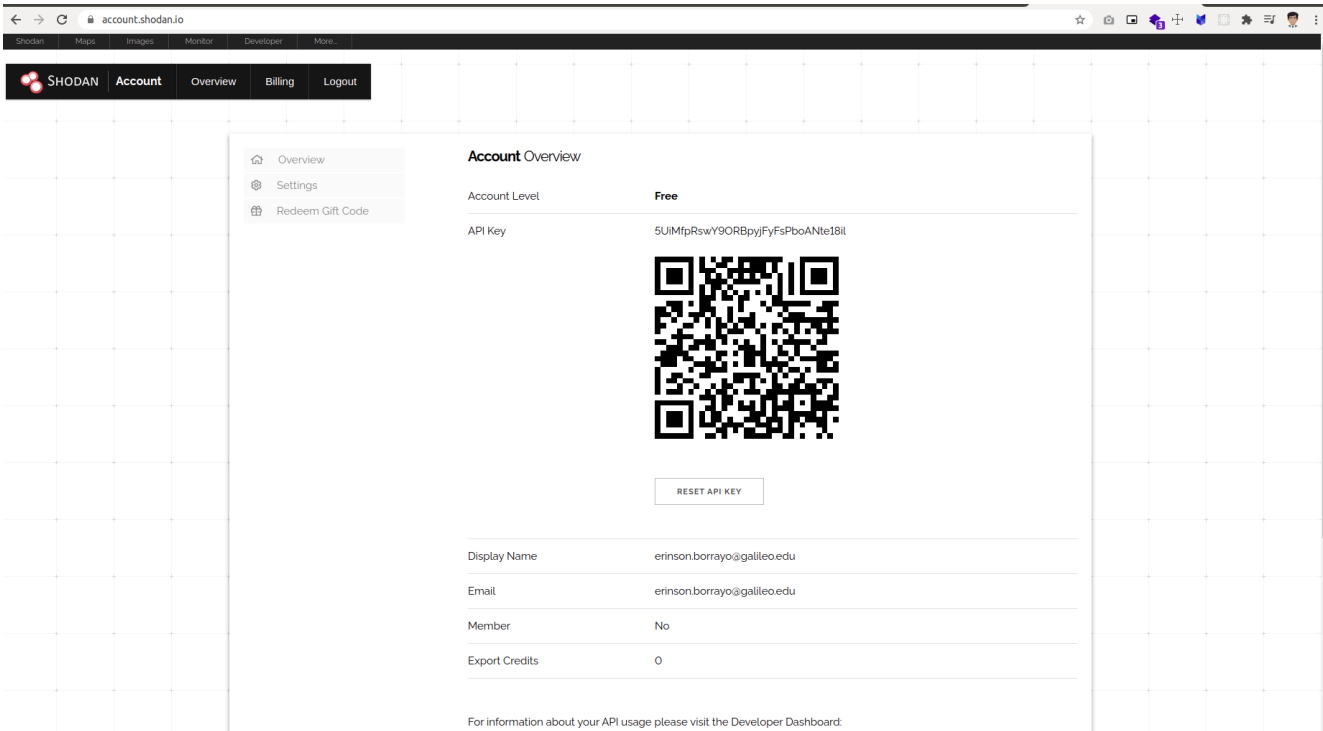 account.shodan.io
3
Shodan Maps Images Monitor Developer More...
SHODAN Account Overview Billing Logout
Overview
Settings
Redeem Gift Code
Account Overview
Account Level Free
API Key
RESET API KEY
Display Name erinson.borrayo@galileo.edu
Email erinson.borrayo@galileo.edu
Member No
Export Credits 0
For information about your API usage please visit the Developer Dashboard: